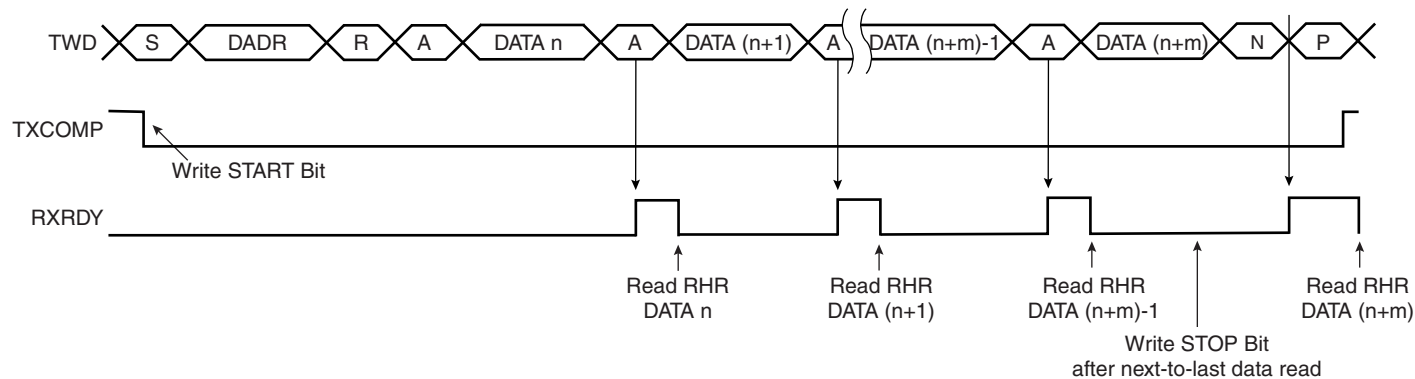 TWD S DADR R A DATA n A DATA (n+1) A DATA (n+m)-1 A DATA (n+m) N P
TXCOMP
Write START Bit
RXRDY
Read RHR Read RHR Read RHR Read RHR
DATA n DATA (n+1) DATA (n+m)-1 DATA (n+m)
Write STOP Bit
after next-to-last data read